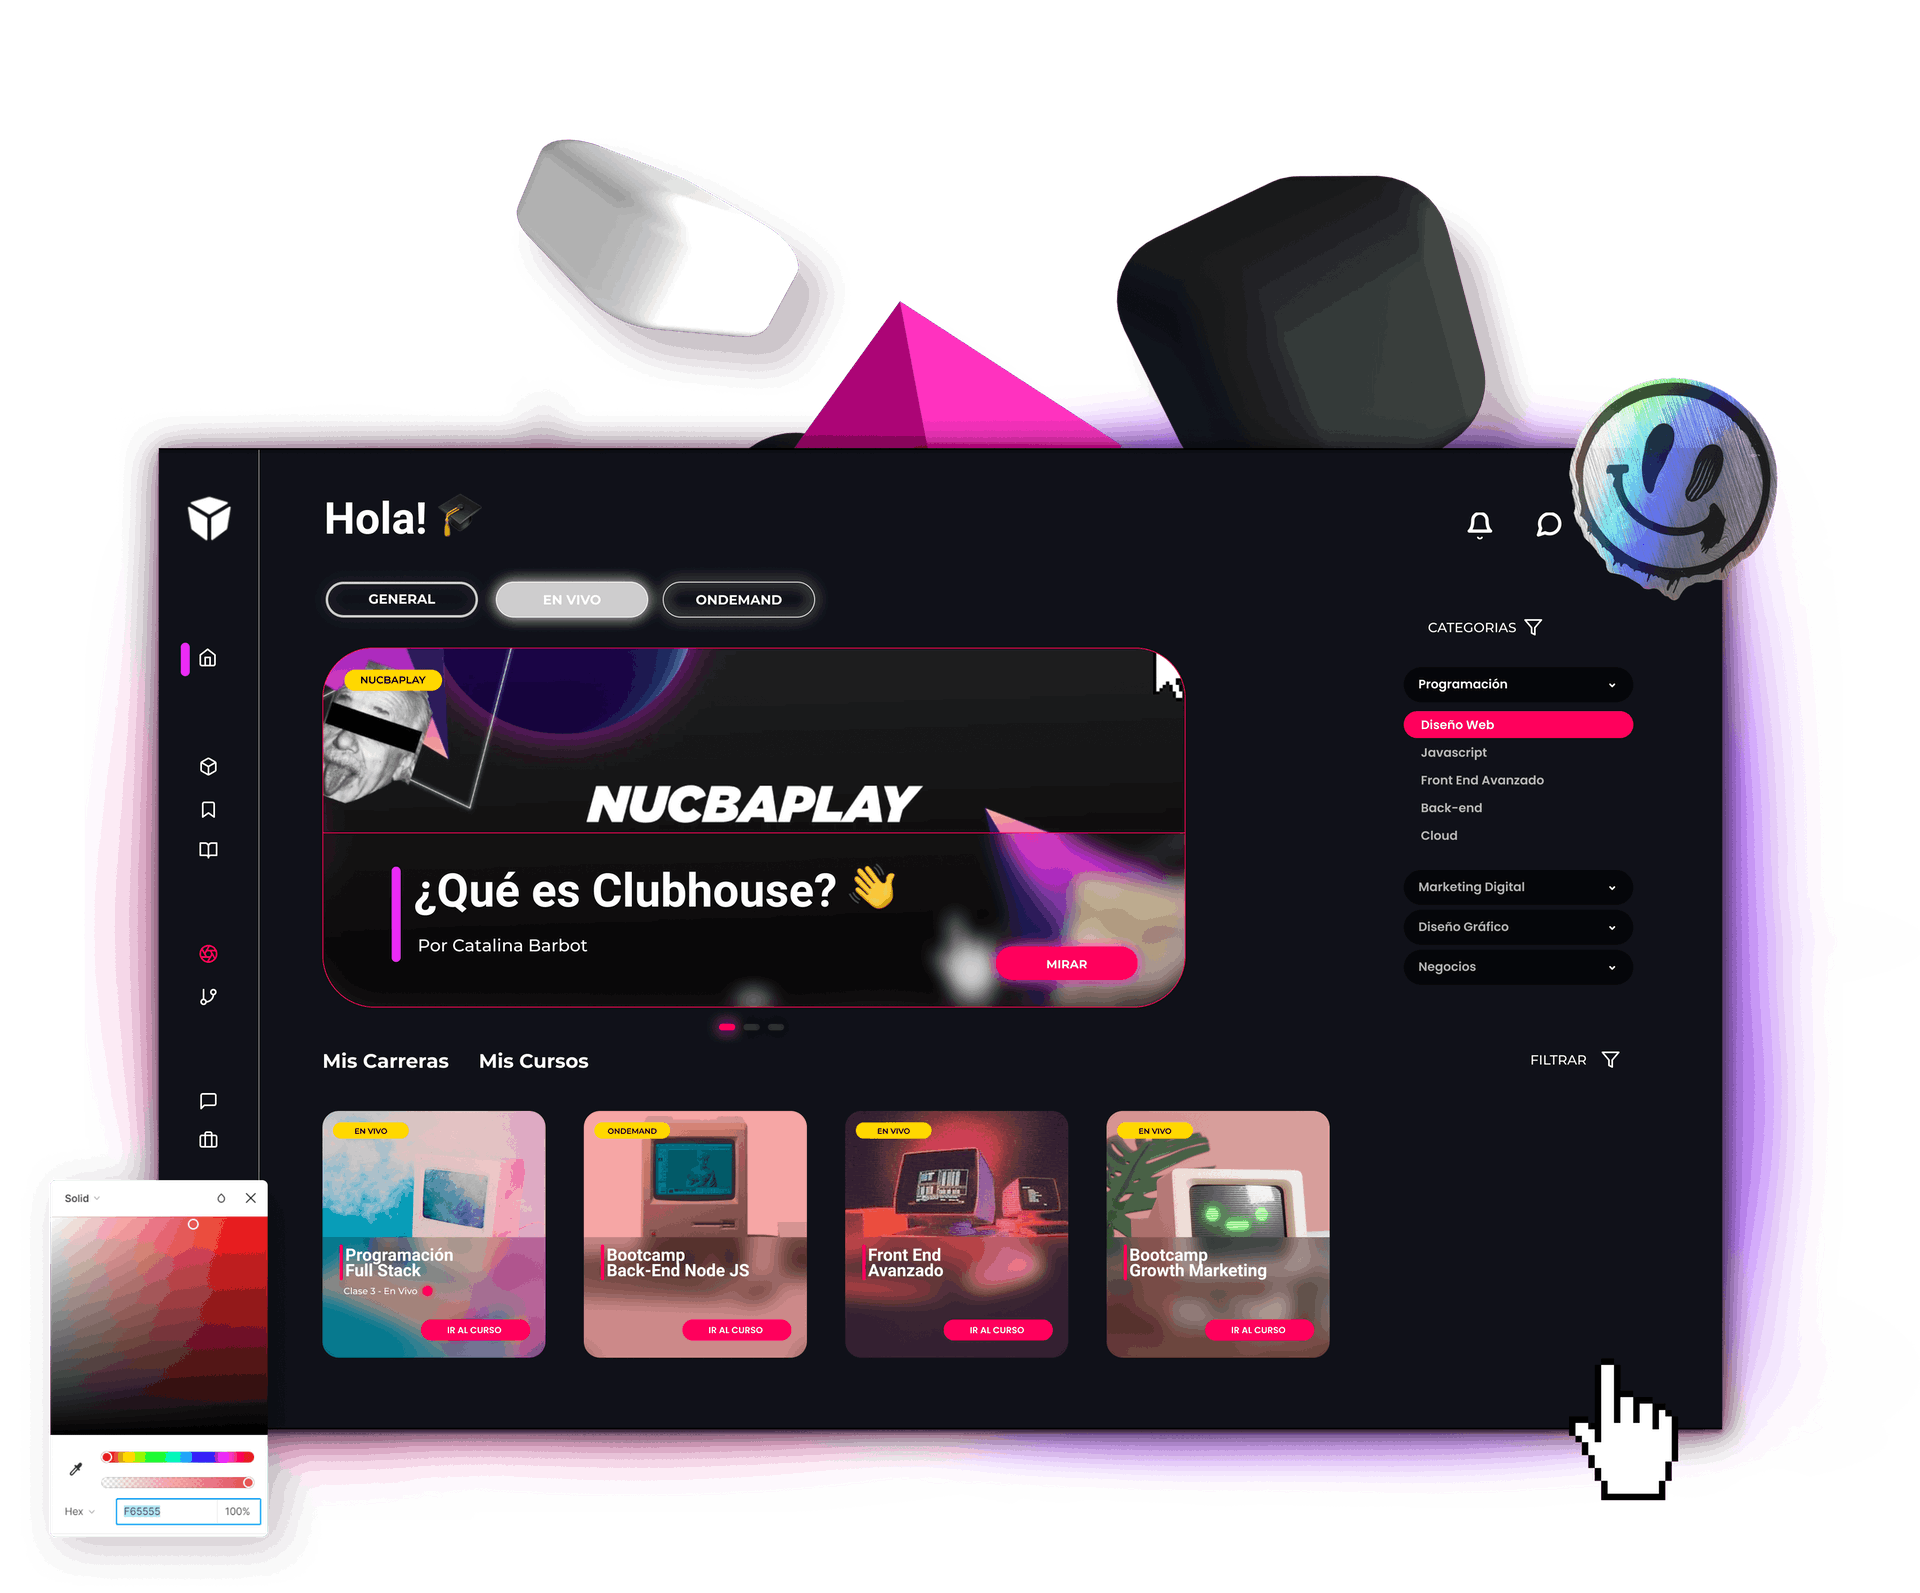 Hola! 🎓
GENERAL
EN VIVO
ONDEMAND
CATEGORIAS
NUCBAPLAY
NUCBAPLAY
¿Qué es Clubhouse? 👋
Por Catalina Barbot
MIRAR
Programación
Diseño Web
Javascript
Front End Avanzado
Back-end
Cloud
Marketing Digital
Diseño Gráfico
Negocios
Mis Carreras
Mis Cursos
FILTRAR
EN VIVO
Programación
Full Stack
Clase 3 - En Vivo
IR AL CURSO
ONDEMAND
Bootcamp
Back-End Node JS
IR AL CURSO
EN VIVO
Front End
Avanzado
IR AL CURSO
EN VIVO
Bootcamp
Growth Marketing
IR AL CURSO
Solid
Hex
F65555
100%